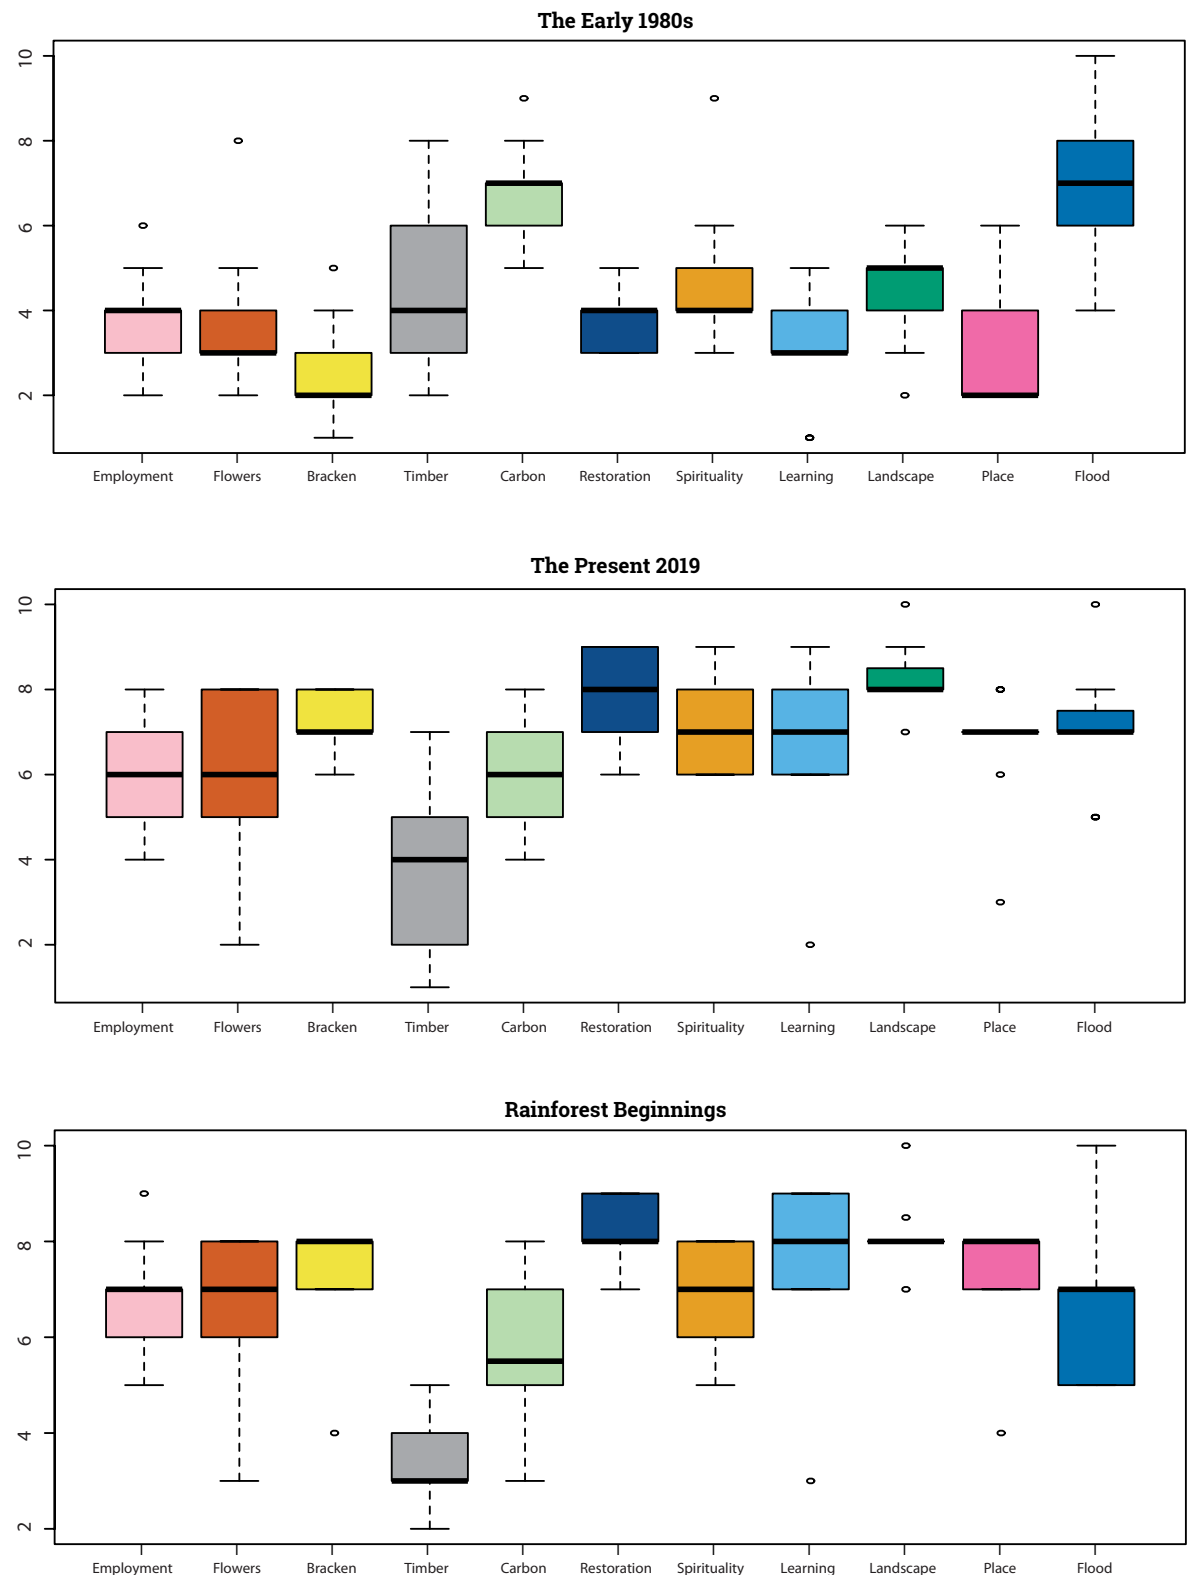 The Early 1980s
10
8
6
4
2
Employment Flowers Bracken Timber Carbon Restoration Spirituality Learning Landscape Place Flood
The Present 2019
10
8
6
4
2
Employment Flowers Bracken Timber Carbon Restoration Spirituality Learning Landscape Place Flood
Rainforest Beginnings
10
8
6
4
2
Employment Flowers Bracken Timber Carbon Restoration Spirituality Learning Landscape Place Flood